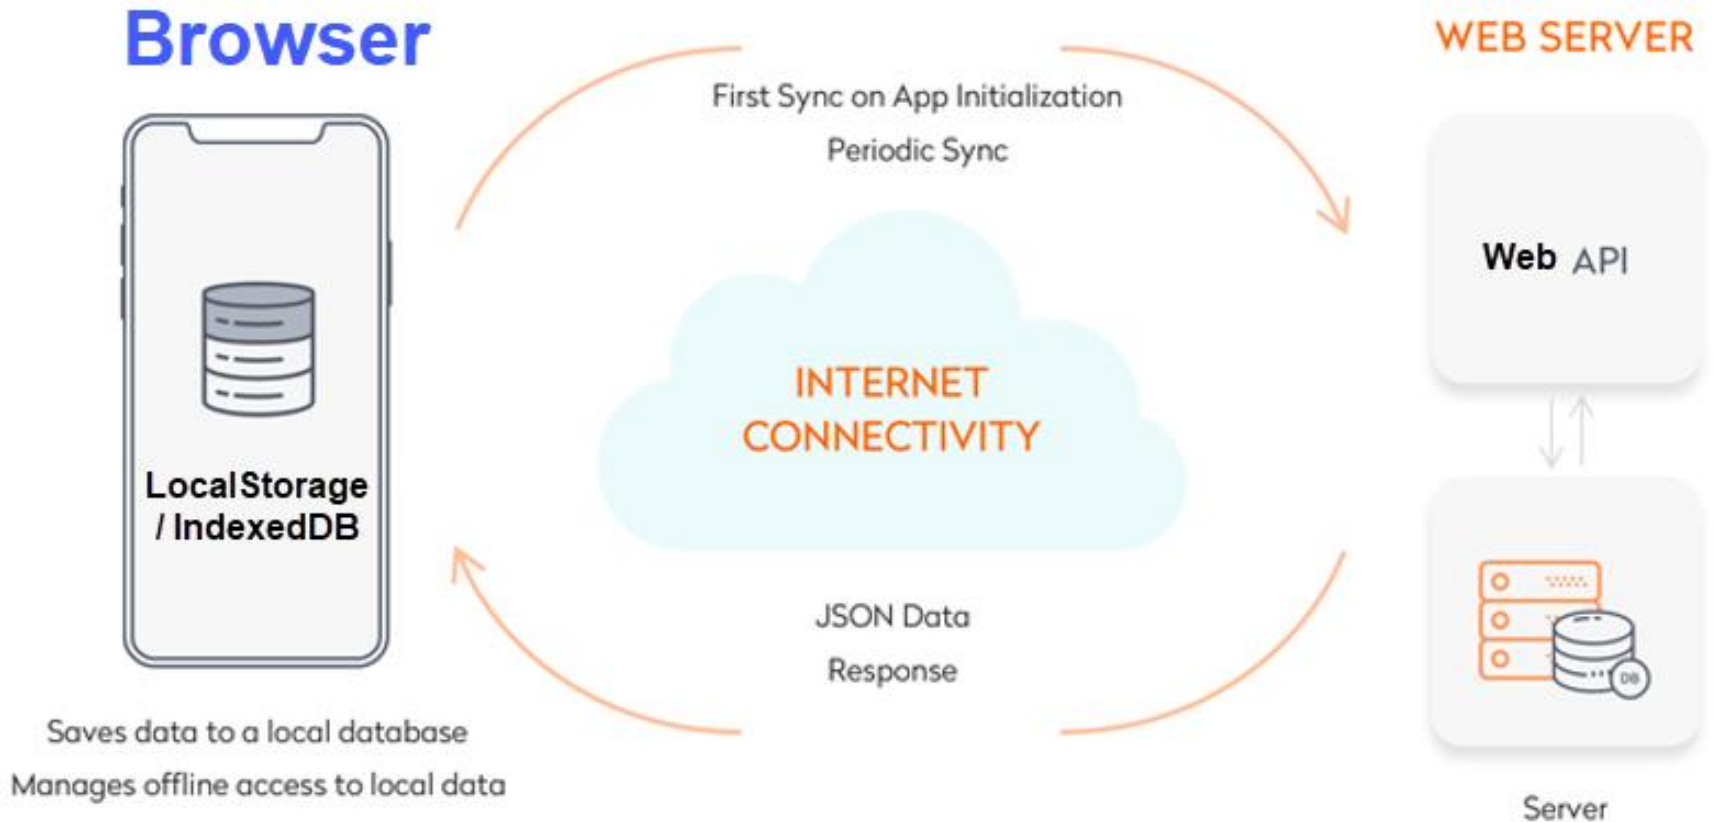 Browser
WEB SERVER
First Sync on App Initialization
Periodic Sync
Web API
INTERNET
CONNECTIVITY
LocalStorage
/ IndexedDB
JSON Data
Response
DB
Saves data to a local database
Manages offline access to local data
Server